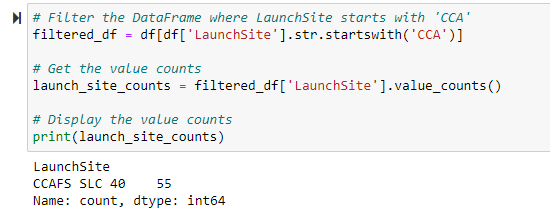 # Filter the DataFrame where LaunchSite starts with 'CCA'
filtered_df = df[df['LaunchSite'].str.startswith('CCA')]
# Get the value counts
launch_site_counts = filtered_df['LaunchSite'].value_counts()
# Display the value counts
print(launch_site_counts)
LaunchSite
CCAFS SLC 40    55
Name: count, dtype: int64